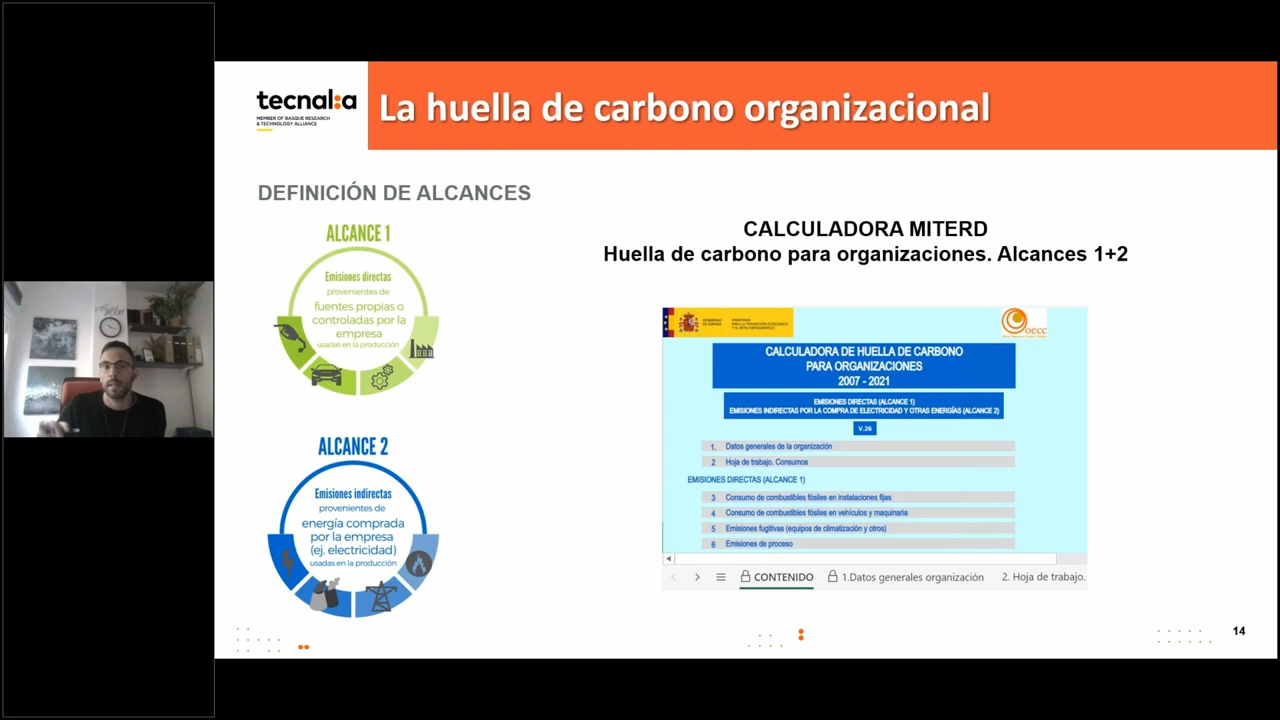 tecnal:a
MEMBER OF BASQUE RESEARCH
& TECHNOLOGY ALLIANCE
La huella de carbono organizacional
DEFINICIÓN DE ALCANCES
ALCANCE 1
Emisiones directas
provenientes de
fuentes propias o
controladas por la
empresa
usadas en la producción
ALCANCE 2
Emisiones indirectas
provenientes de
energía comprada
por la empresa
(ej. electricidad)
usadas en la producción
CALCULADORA MITERD
Huella de carbono para organizaciones. Alcances 1+2
GOBIERNO
DE ESPAÑA
MINISTERIO
PARA LA TRANSICIÓN ECOLÓGICA
Y EL RETO DEMOGRÁFICO
oecc
CALCULADORA DE HUELLA DE CARBONO
PARA ORGANIZACIONES
2007 - 2021
EMISIONES DIRECTAS (ALCANCE 1)
EMISIONES INDIRECTAS POR LA COMPRA DE ELECTRICIDAD Y OTRAS ENERGÍAS (ALCANCE 2)
V.26
1. Datos generales de la organización
2 Hoja de trabajo. Consumos
EMISIONES DIRECTAS (ALCANCE 1)
3 Consumo de combustibles fósiles en instalaciones fijas
4 Consumo de combustibles fósiles en vehículos y maquinaria
5 Emisiones fugitivas (equipos de climatización y otros)
6 Emisiones de proceso
CONTENIDO
1.Datos generales organización
2. Hoja de trabajo.
14